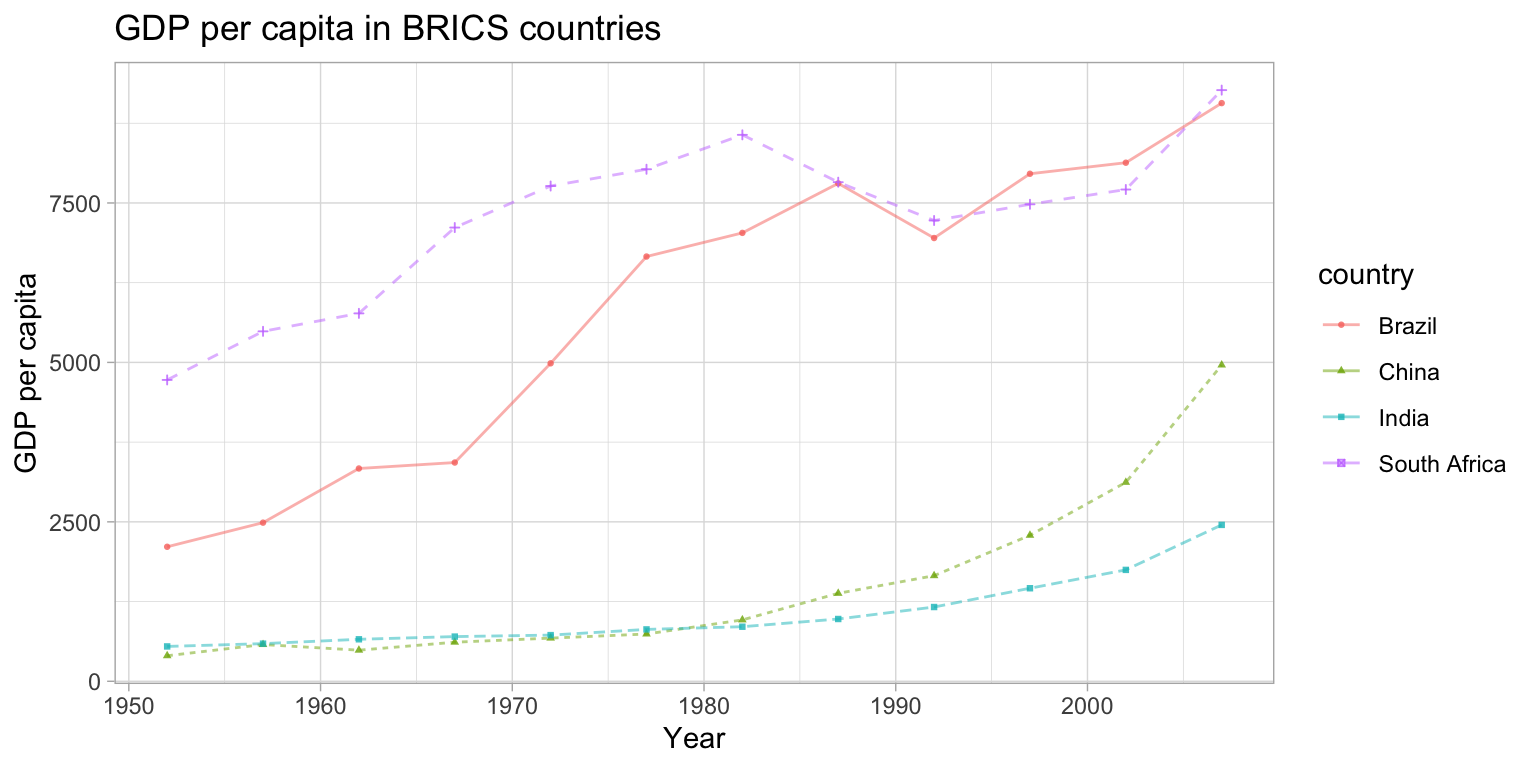 GDP per capita in BRICS countries
GDP per capita
7500
5000
2500
0
1950 1960 1970 1980 1990 2000
Year
country
Brazil
China
India
South Africa